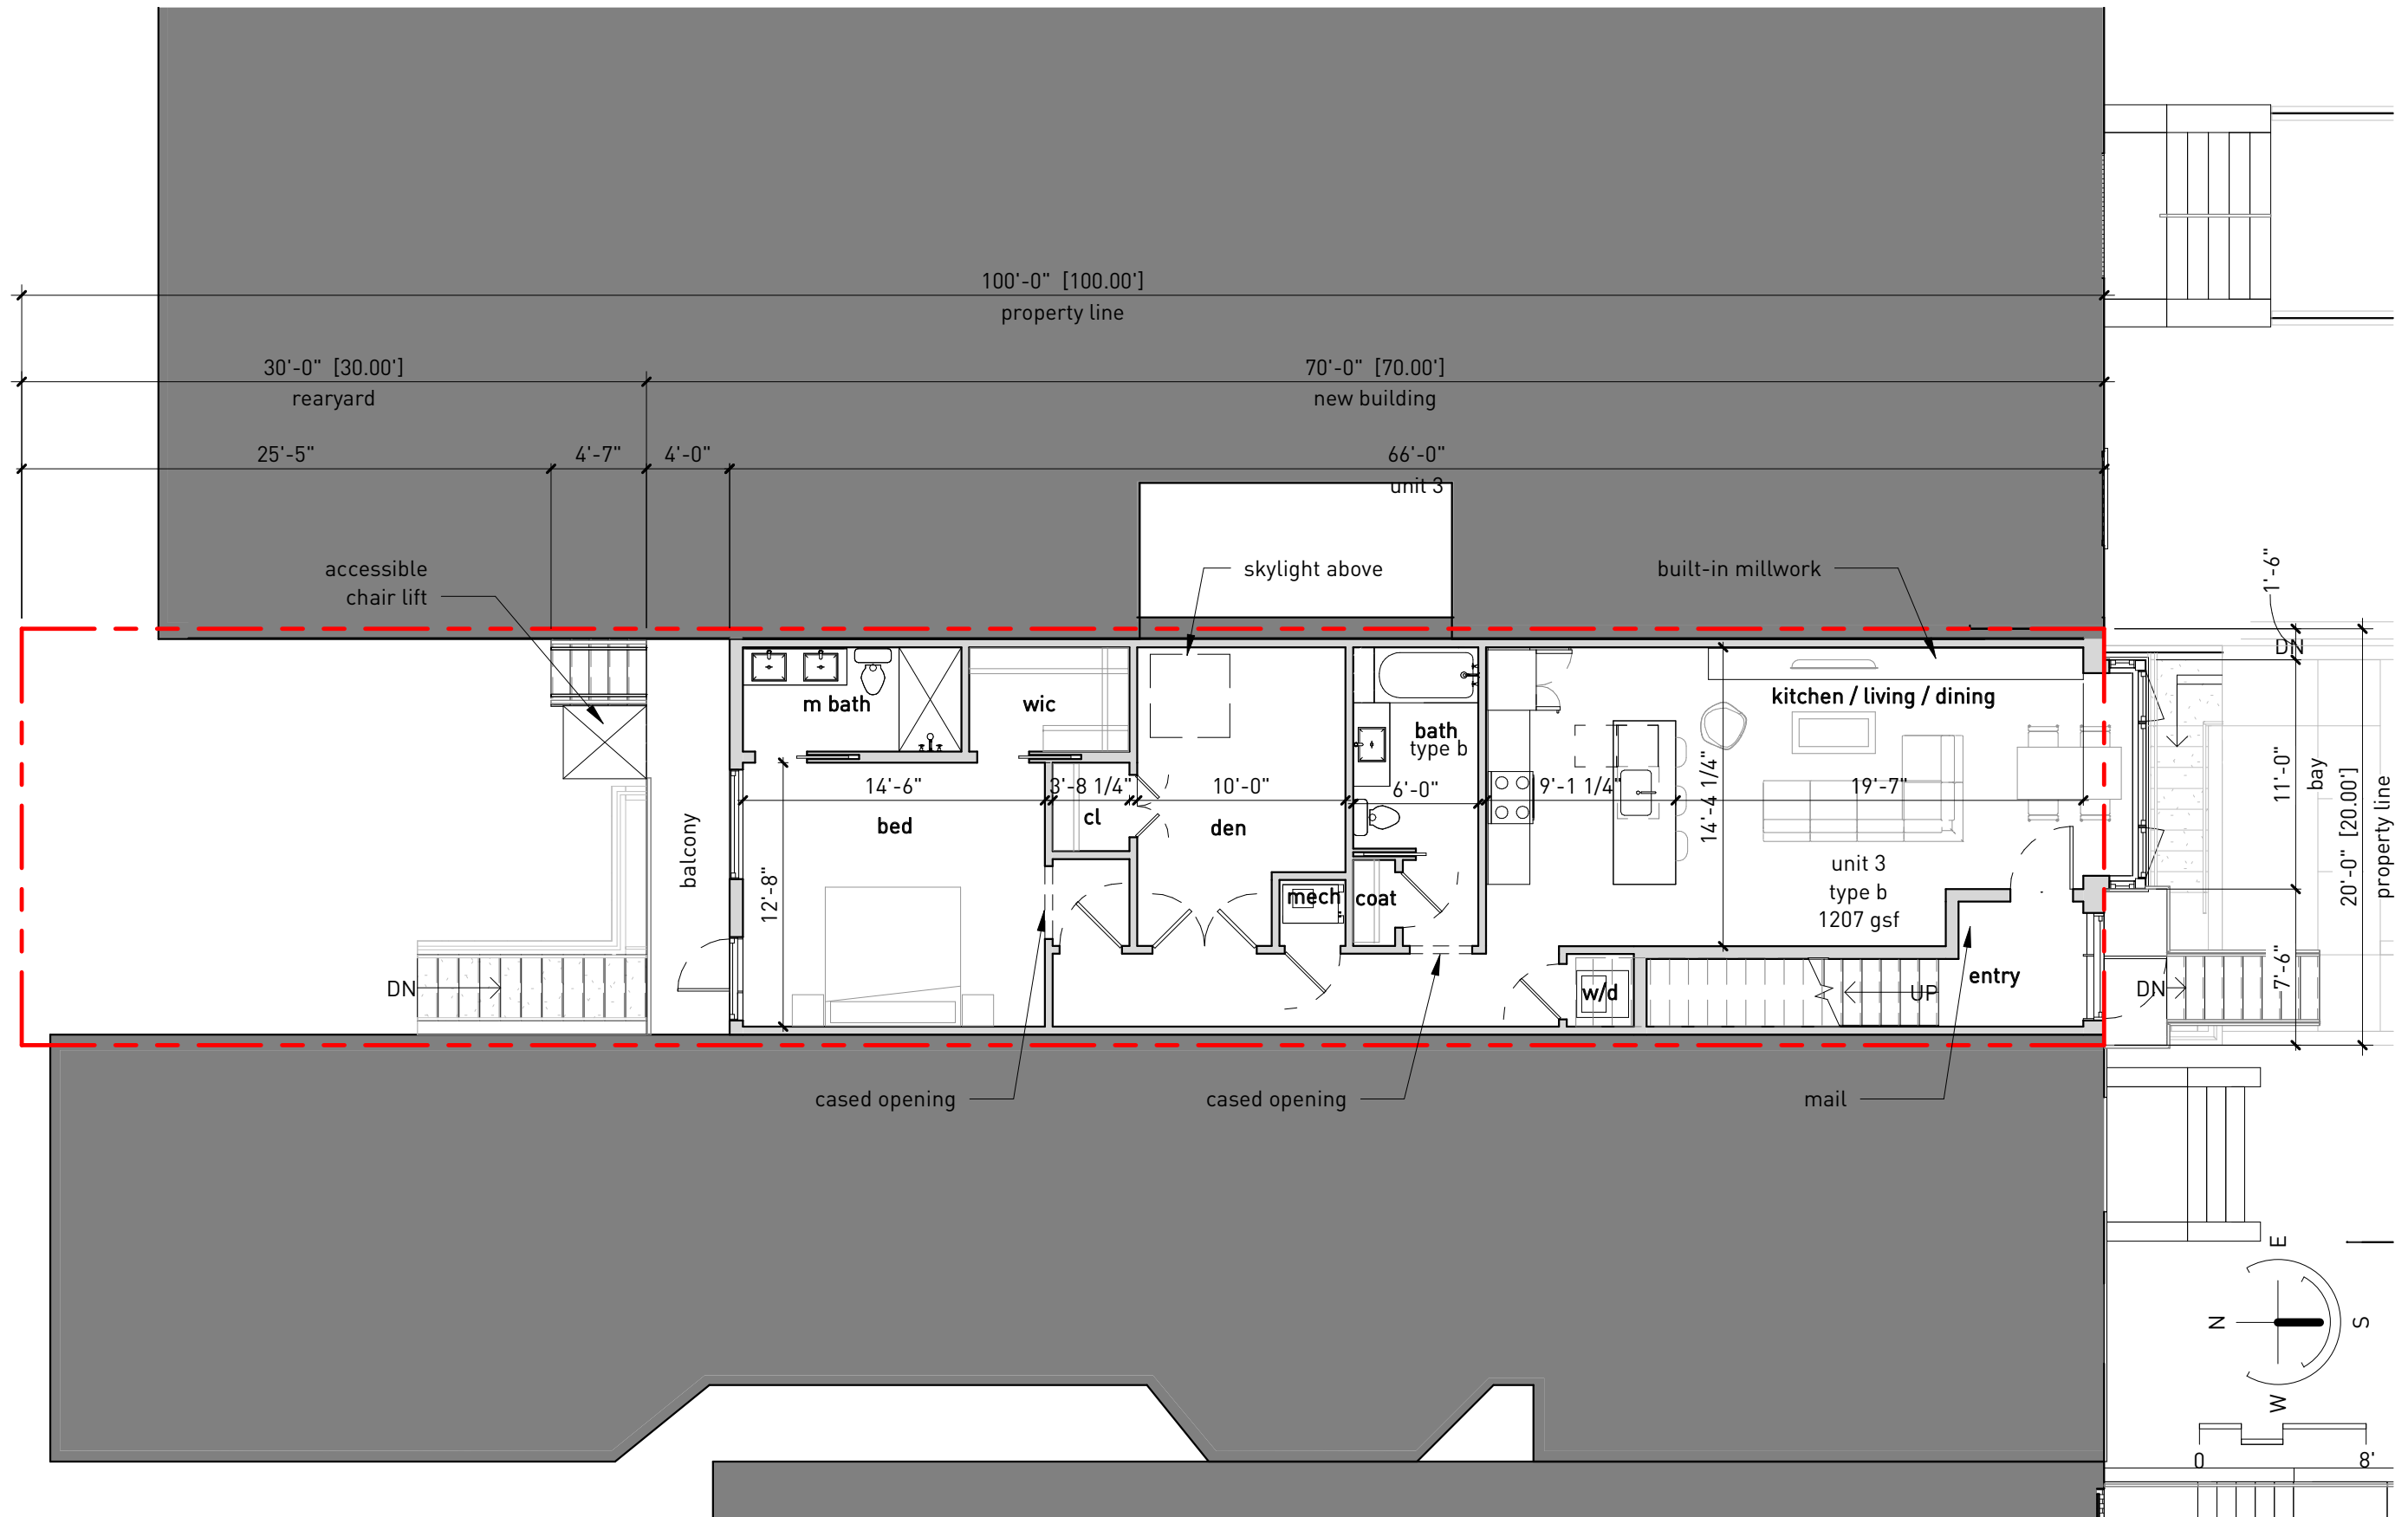 100'-0" [100.00']
property line
30'-0" [30.00']
rearyard
70'-0" [70.00']
new building
25'-5"
4'-7"
4'-0"
66'-0"
unit 3
accessible
chair lift
skylight above
built-in millwork
1'-6"
DN
m bath
wic
bath
type b
kitchen / living / dining
14'-6"
3'-8 1/4"
10'-0"
6'-0"
9'-1 1/4"
14'-4 1/4"
19'-7"
11'-0"
bay
20'-0" [20.00']
property line
balcony
bed
cl
den
12'-8"
unit 3
type b
1207 gsf
mech
coat
DN
w/d
UP
entry
DN
7'-6"
cased opening
cased opening
mail
E
N
S
W
0
8'